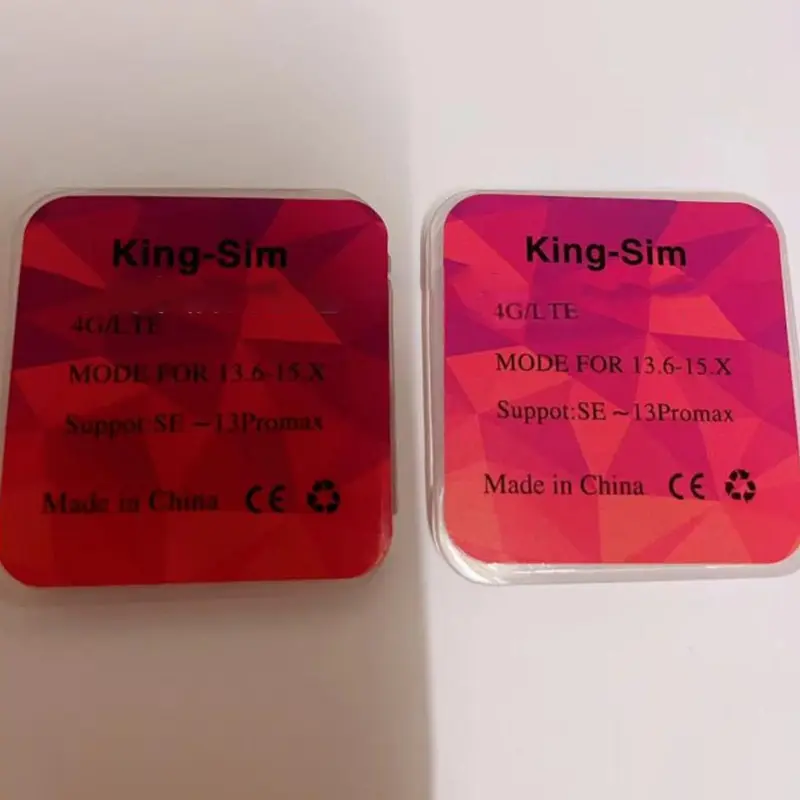 King-Sim
4G/LTE
MODE FOR 13.6-15.X
Suppot:SE ~13Promax
Made in China CE
King-Sim
4G/LTE
MODE FOR 13.6-15.X
Suppot:SE ~13Promax
Made in China CE